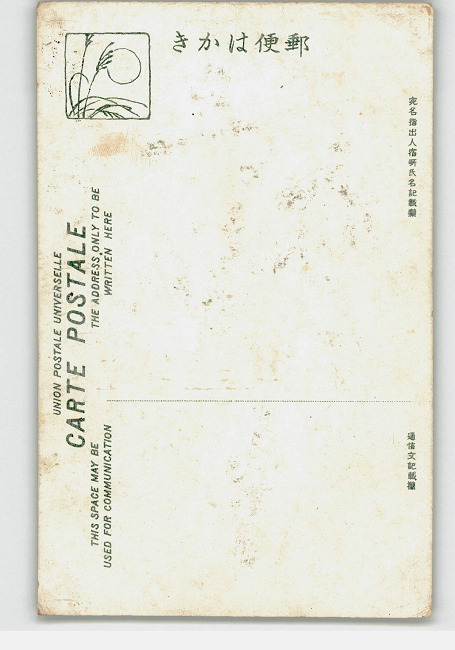 きかはか便郵
宛名指出人宿所氏名記載欄
通信文記載欄
UNION POSTALE UNIVERSELLE
CARTE POSTALE
THE ADDRESS ONLY TO BE
WRITTEN HERE
THIS SPACE MAY BE
USED FOR COMMUNICATION